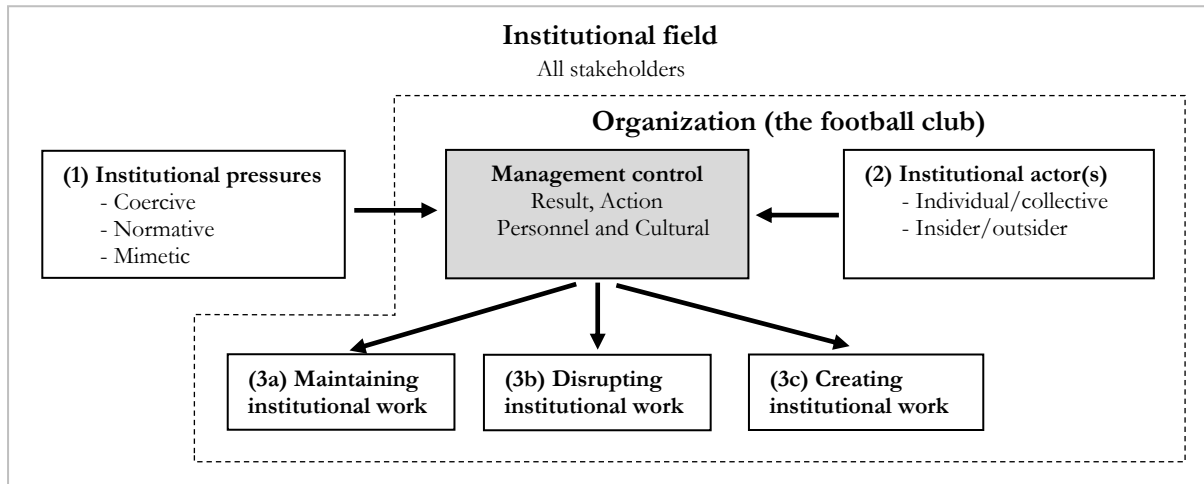 Institutional field
All stakeholders
Organization (the football club)
(1) Institutional pressures
- Coercive
- Normative
- Mimetic
Management control
Result, Action
Personnel and Cultural
(2) Institutional actor(s)
- Individual/collective
- Insider/outsider
(3a) Maintaining
institutional work
(3b) Disrupting
institutional work
(3c) Creating
institutional work